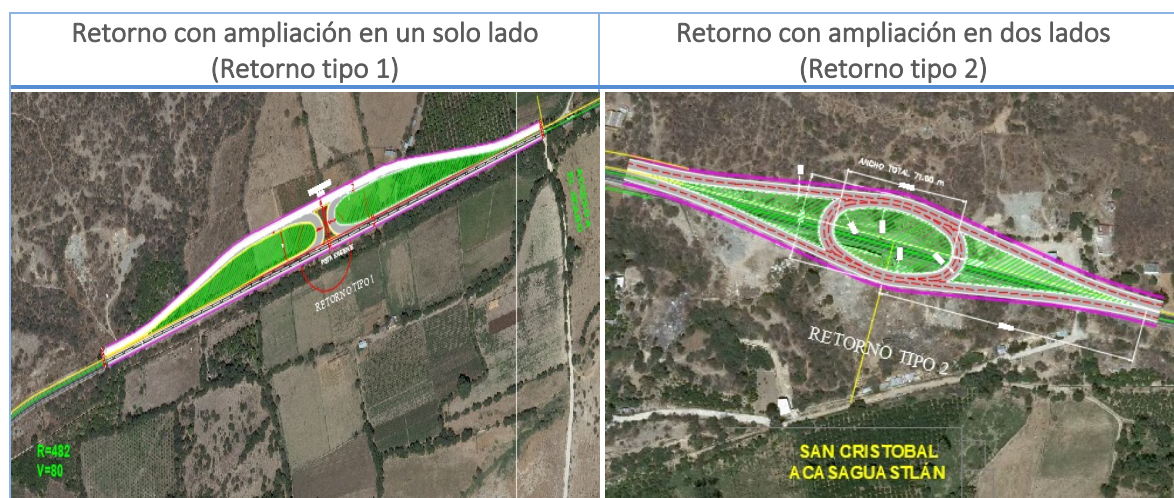 Retorno con ampliación en un solo lado
(Retorno tipo 1)
Retorno con ampliación en dos lados
(Retorno tipo 2)
RETORNO TIPO 1
R=482
V=80
ANCHO TOTAL 71.00 m
RETORNO TIPO 2
SAN CRISTOBAL
ACASAGUASTLÁN